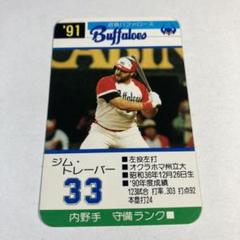 '91
近鉄バファローズ
Buffaloes
ジム・トレーバー
33
■左投左打
■オクラホマ州立大
■昭和36年12月26日生
■'90年度成績
123試合 打率.303 打点92
本塁打24
内野手 守備ランク■